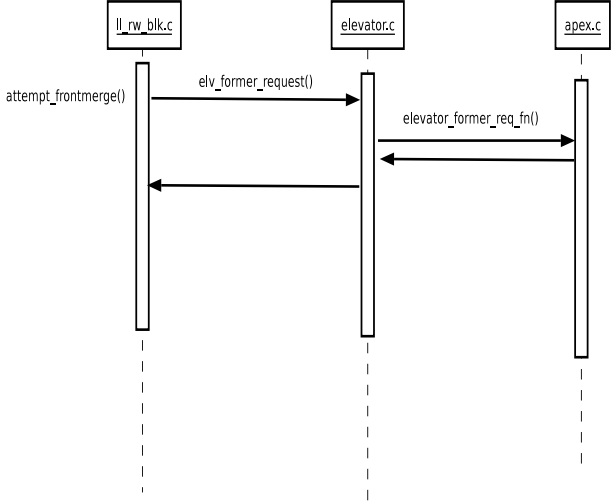 ll_rw_blk.c
elevator.c
apex.c
elv_former_request()
attempt_frontmerge()
elevator_former_req_fn()